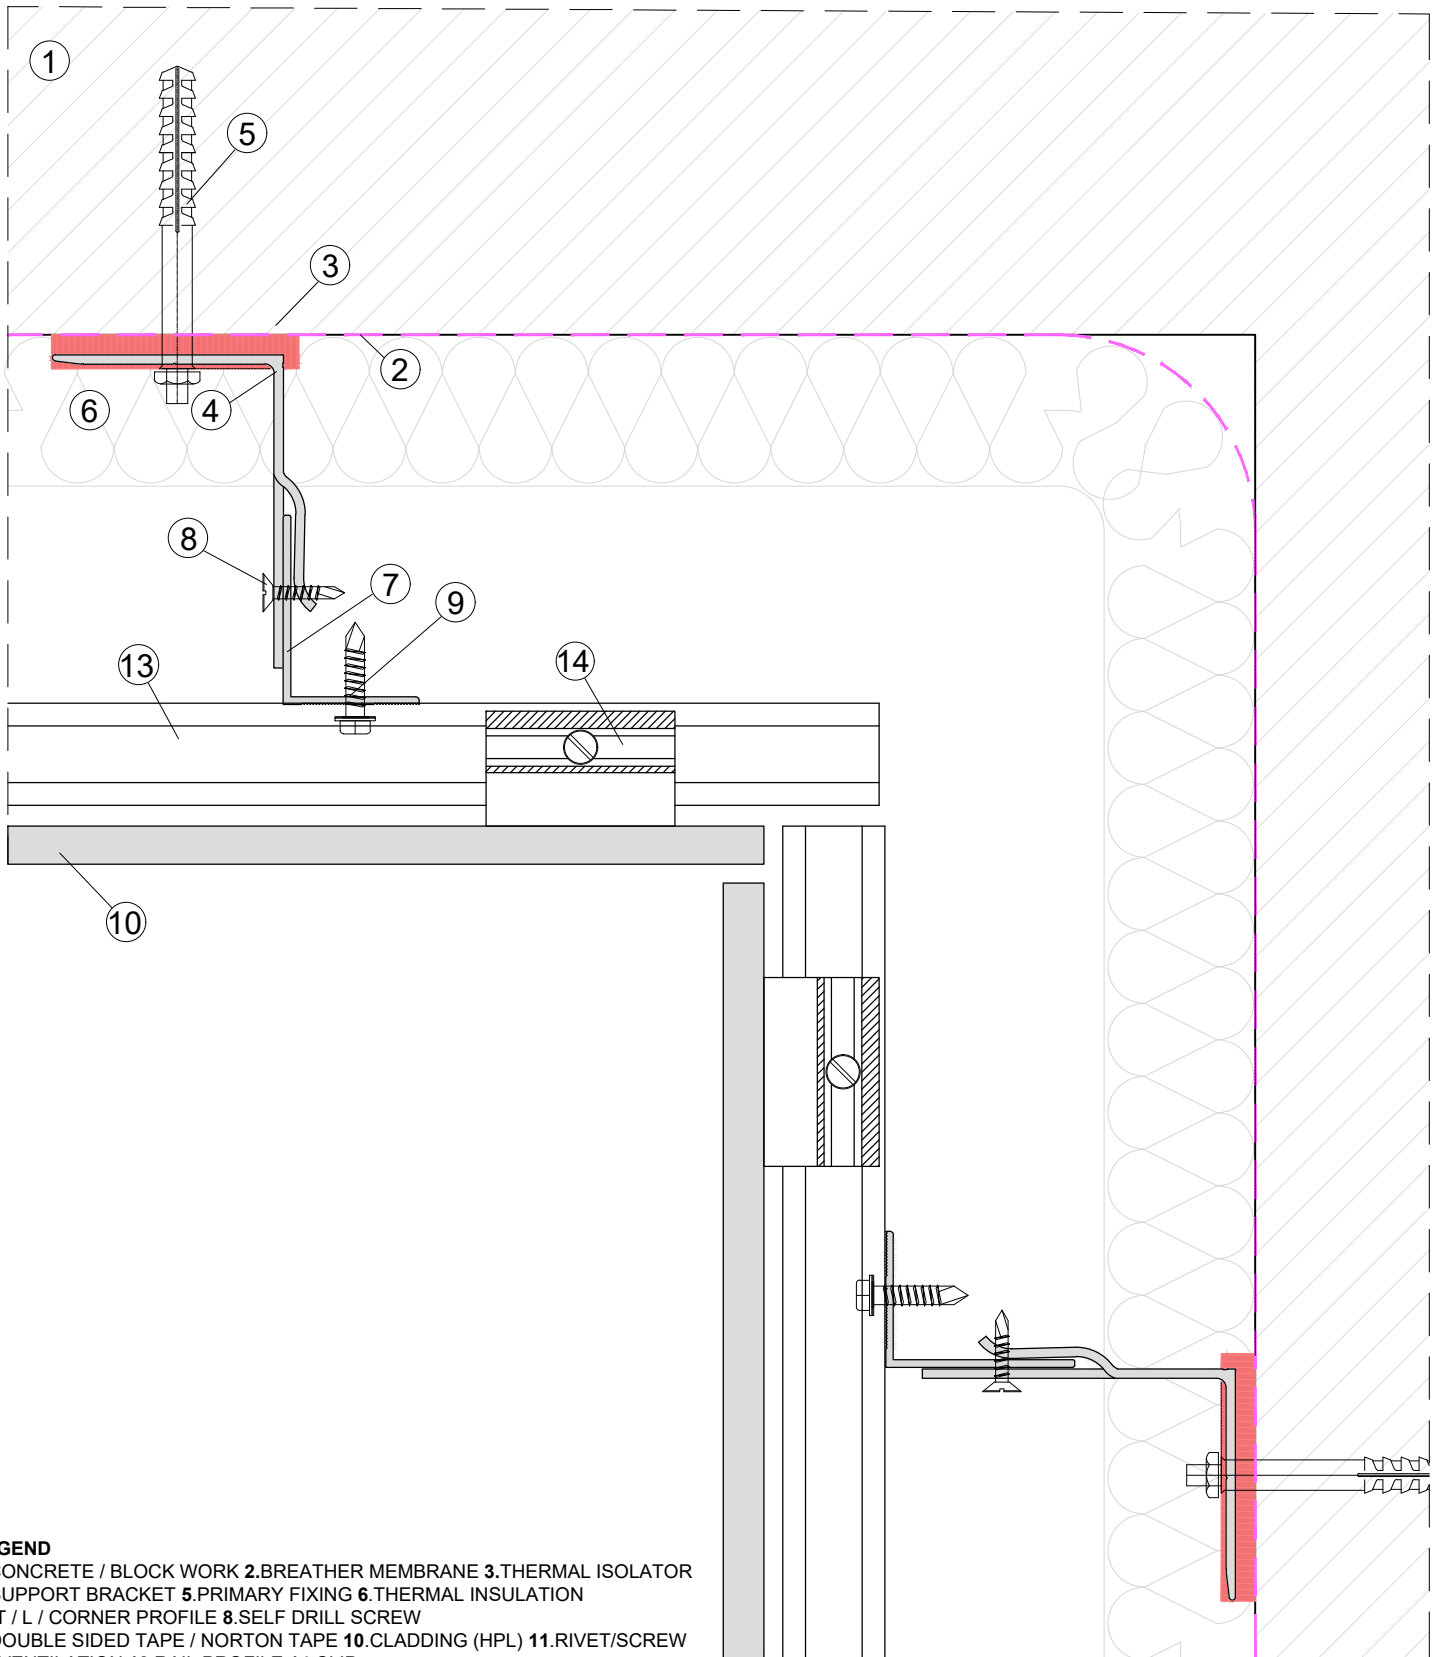 1
5
3
2
6
4
8
7
9
13
14
10
GEND
ONCRETE / BLOCK WORK 2.BREATHER MEMBRANE 3.THERMAL ISOLATOR
SUPPORT BRACKET 5.PRIMARY FIXING 6.THERMAL INSULATION
T / L / CORNER PROFILE 8.SELF DRILL SCREW
DOUBLE SIDED TAPE / NORTON TAPE 10.CLADDING (HPL) 11.RIVET/SCREW